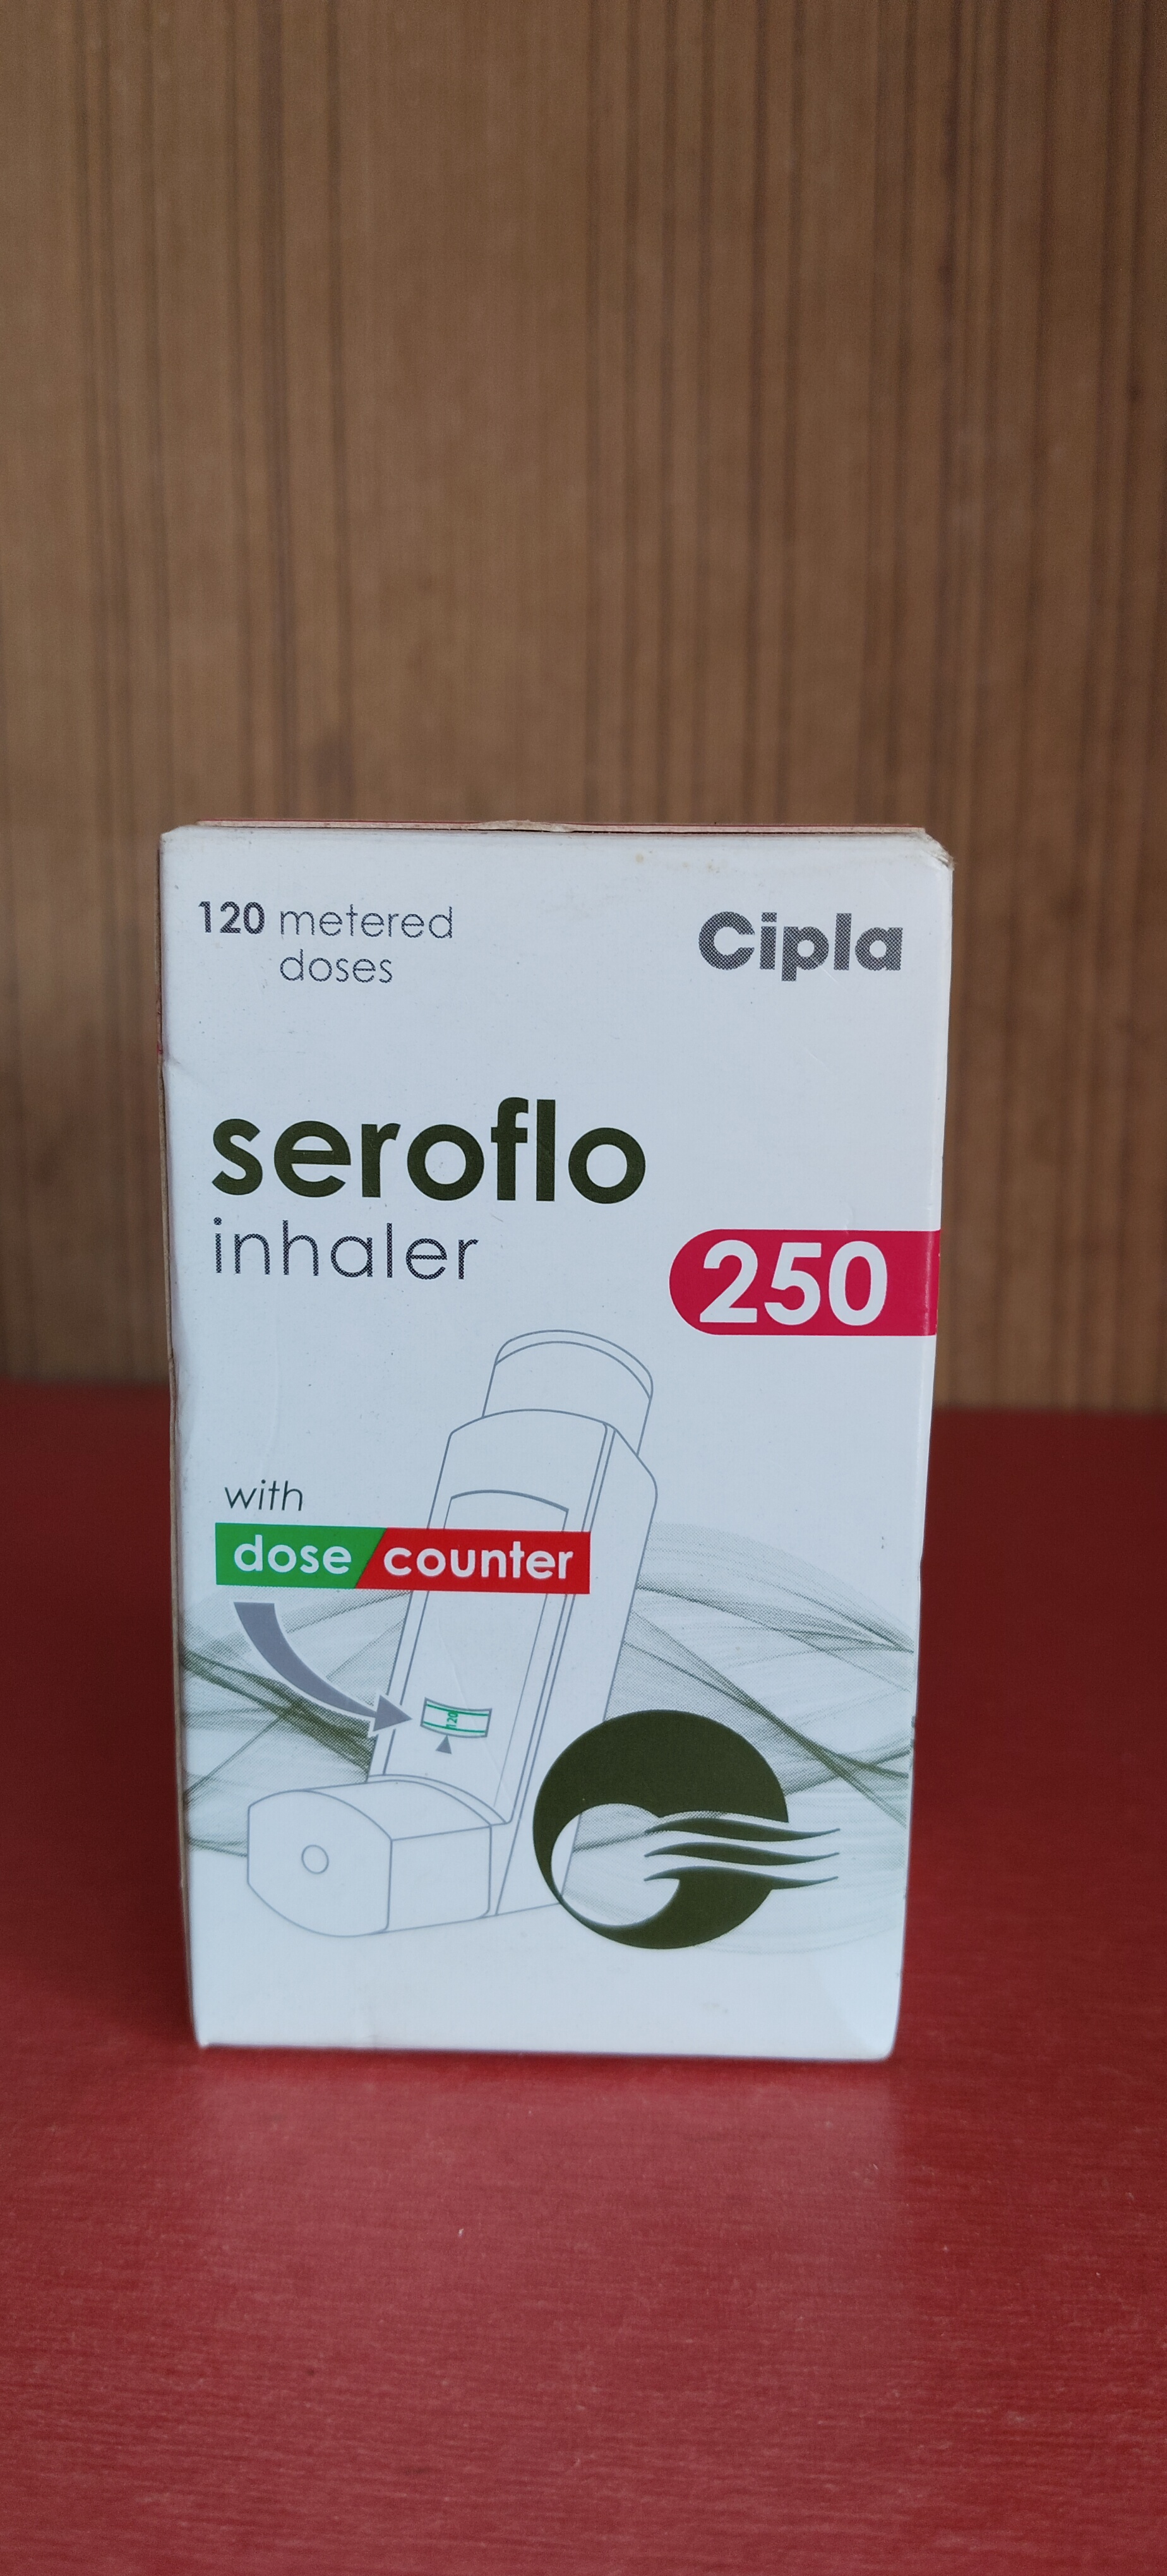 120 metered
doses
Cipla
seroflo
inhaler
250
with
dose counter
120